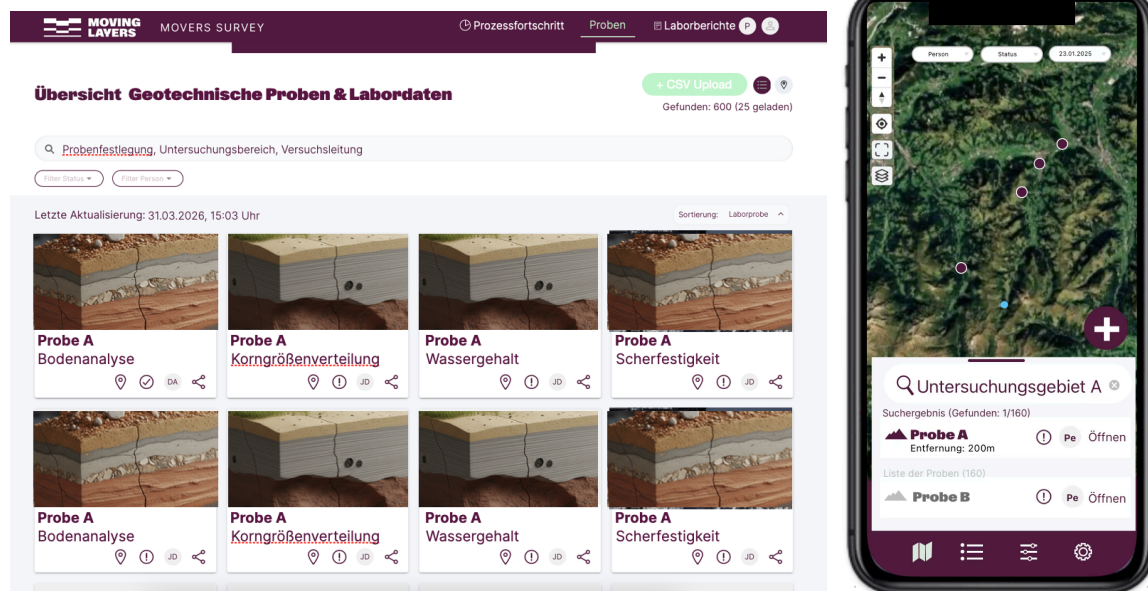 MOVING
LAYERS
MOVERS SURVEY
Prozessfortschritt
Proben
Laborberichte
P
Übersicht Geotechnische Proben & Labordaten
+ CSV Upload
Gefunden: 600 (25 geladen)
Probenfestlegung, Untersuchungsbereich, Versuchsleitung
Filter Status
Filter Person
Letzte Aktualisierung: 31.03.2026, 15:03 Uhr
Sortierung: Laborprobe
Probe A
Bodenanalyse
DA
Probe A
Korngrößenverteilung
JD
Probe A
Wassergehalt
JD
Probe A
Scherfestigkeit
JD
Probe A
Bodenanalyse
JD
Probe A
Korngrößenverteilung
JD
Probe A
Wassergehalt
JD
Probe A
Scherfestigkeit
JD
Person
Status
23.01.2025
Untersuchungsgebiet A
Suchergebnis (Gefunden: 1/160)
Probe A
Entfernung: 200m
Pe
Öffnen
Liste der Proben (160)
Probe B
Pe
Öffnen